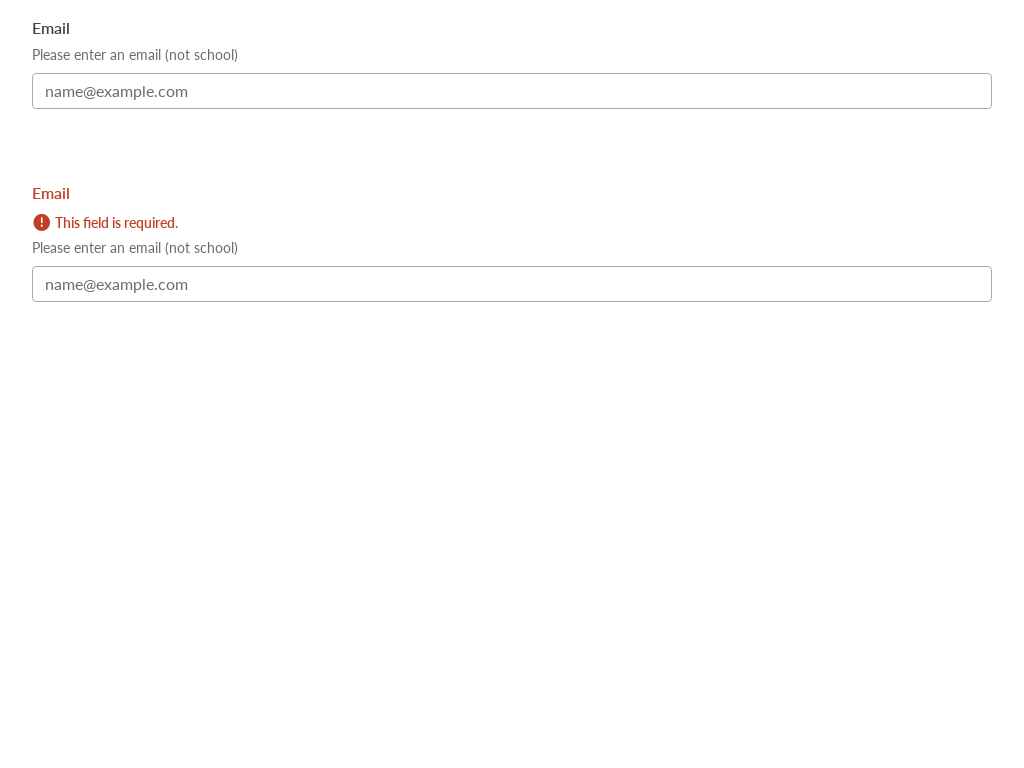 Email
Please enter an email (not school)
name@example.com
Email
This field is required.
Please enter an email (not school)
name@example.com